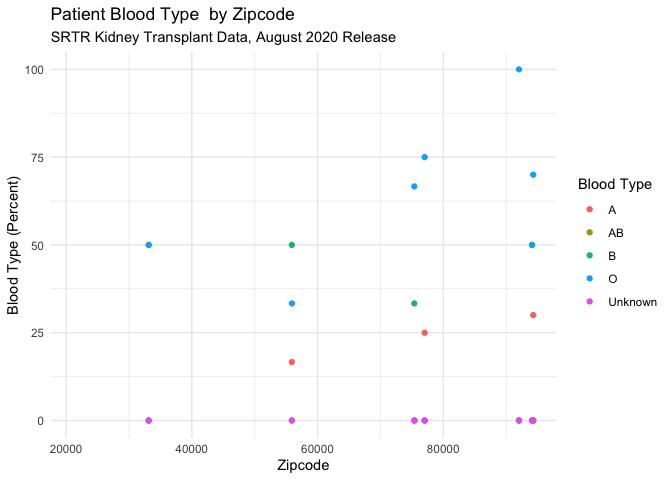 Patient Blood Type  by Zipcode
SRTR Kidney Transplant Data, August 2020 Release
Blood Type (Percent)
100
75
50
25
0
20000
40000
60000
80000
Zipcode
Blood Type
A
AB
B
O
Unknown